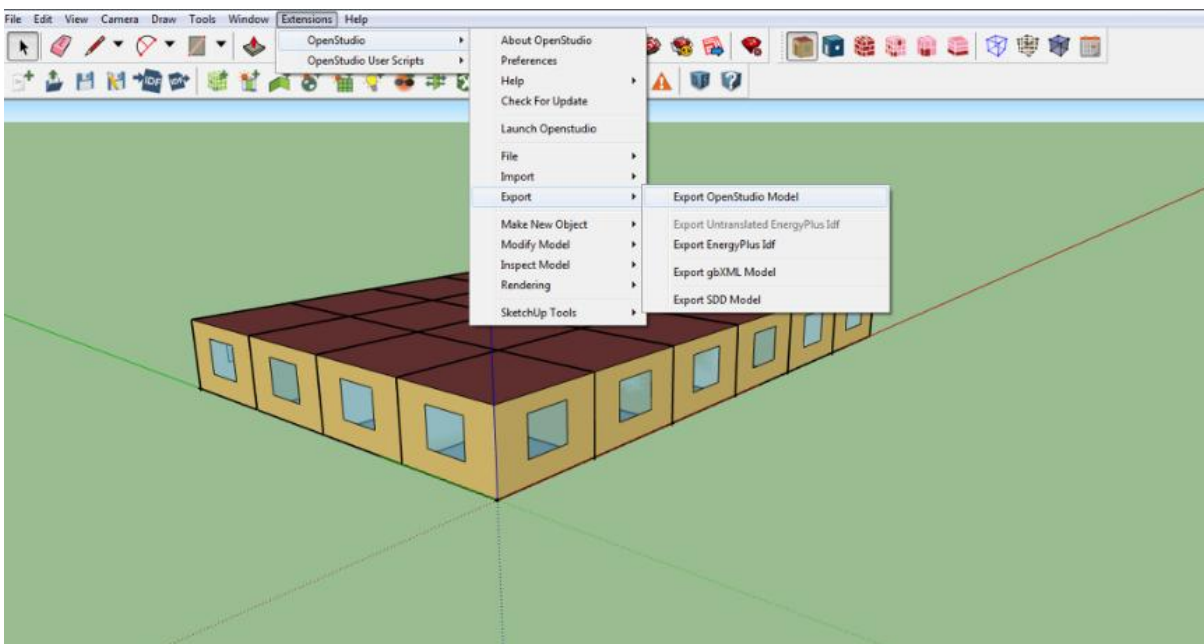 File Edit View Camera Draw Tools Window Extensions Help
OpenStudio
OpenStudio User Scripts
About OpenStudio
Preferences
Help
Check For Update
Launch Openstudio
File
Import
Export
Make New Object
Modify Model
Inspect Model
Rendering
SketchUp Tools
Export OpenStudio Model
Export Untranslated EnergyPlus Idf
Export EnergyPlus Idf
Export gbXML Model
Export SDD Model
IDF